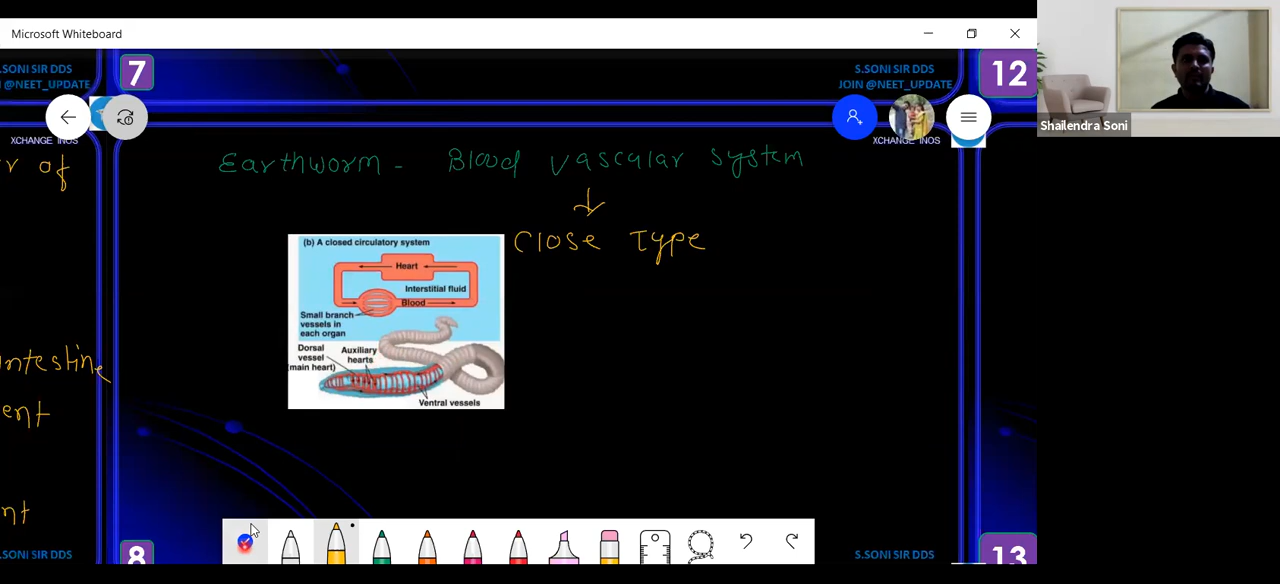 Microsoft Whiteboard
.SONI SIR DDS
@NEET_UPDATE
7
S.SONI SIR DDS
JOIN @NEET_UPDATE
12
Shailendra Soni
XCHANGE INOS
XCHANGE INOS
r of
Earthworm - Blood vascular system
Close Type
(b) A closed circulatory system
Heart
Interstitial fluid
Blood
Small branch
vessels in
each organ
Dorsal
vessel
(main heart)
Auxiliary
hearts
Ventral vessels
intestine
ent
nt
.SONI SIR DDS
8
S.SONI SIR DDS
13